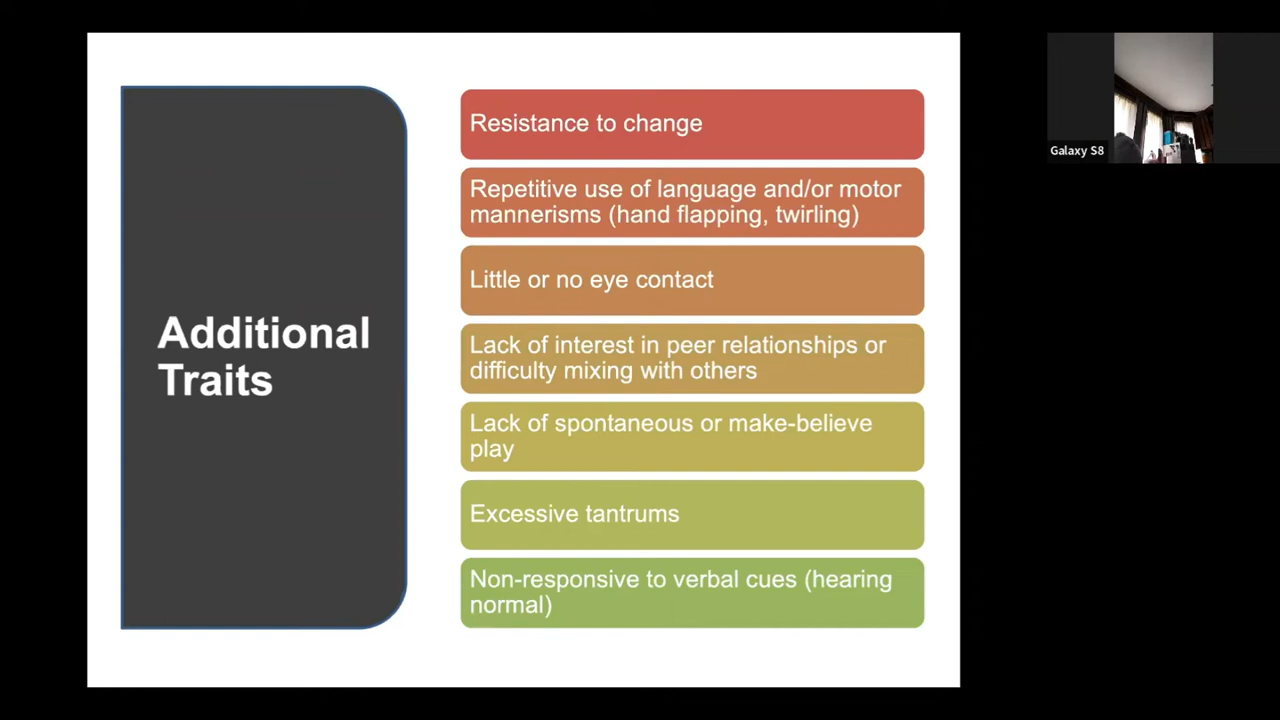 Additional
Traits
Resistance to change
Repetitive use of language and/or motor
mannerisms (hand flapping, twirling)
Little or no eye contact
Lack of interest in peer relationships or
difficulty mixing with others
Lack of spontaneous or make-believe
play
Excessive tantrums
Non-responsive to verbal cues (hearing
normal)
Galaxy S8